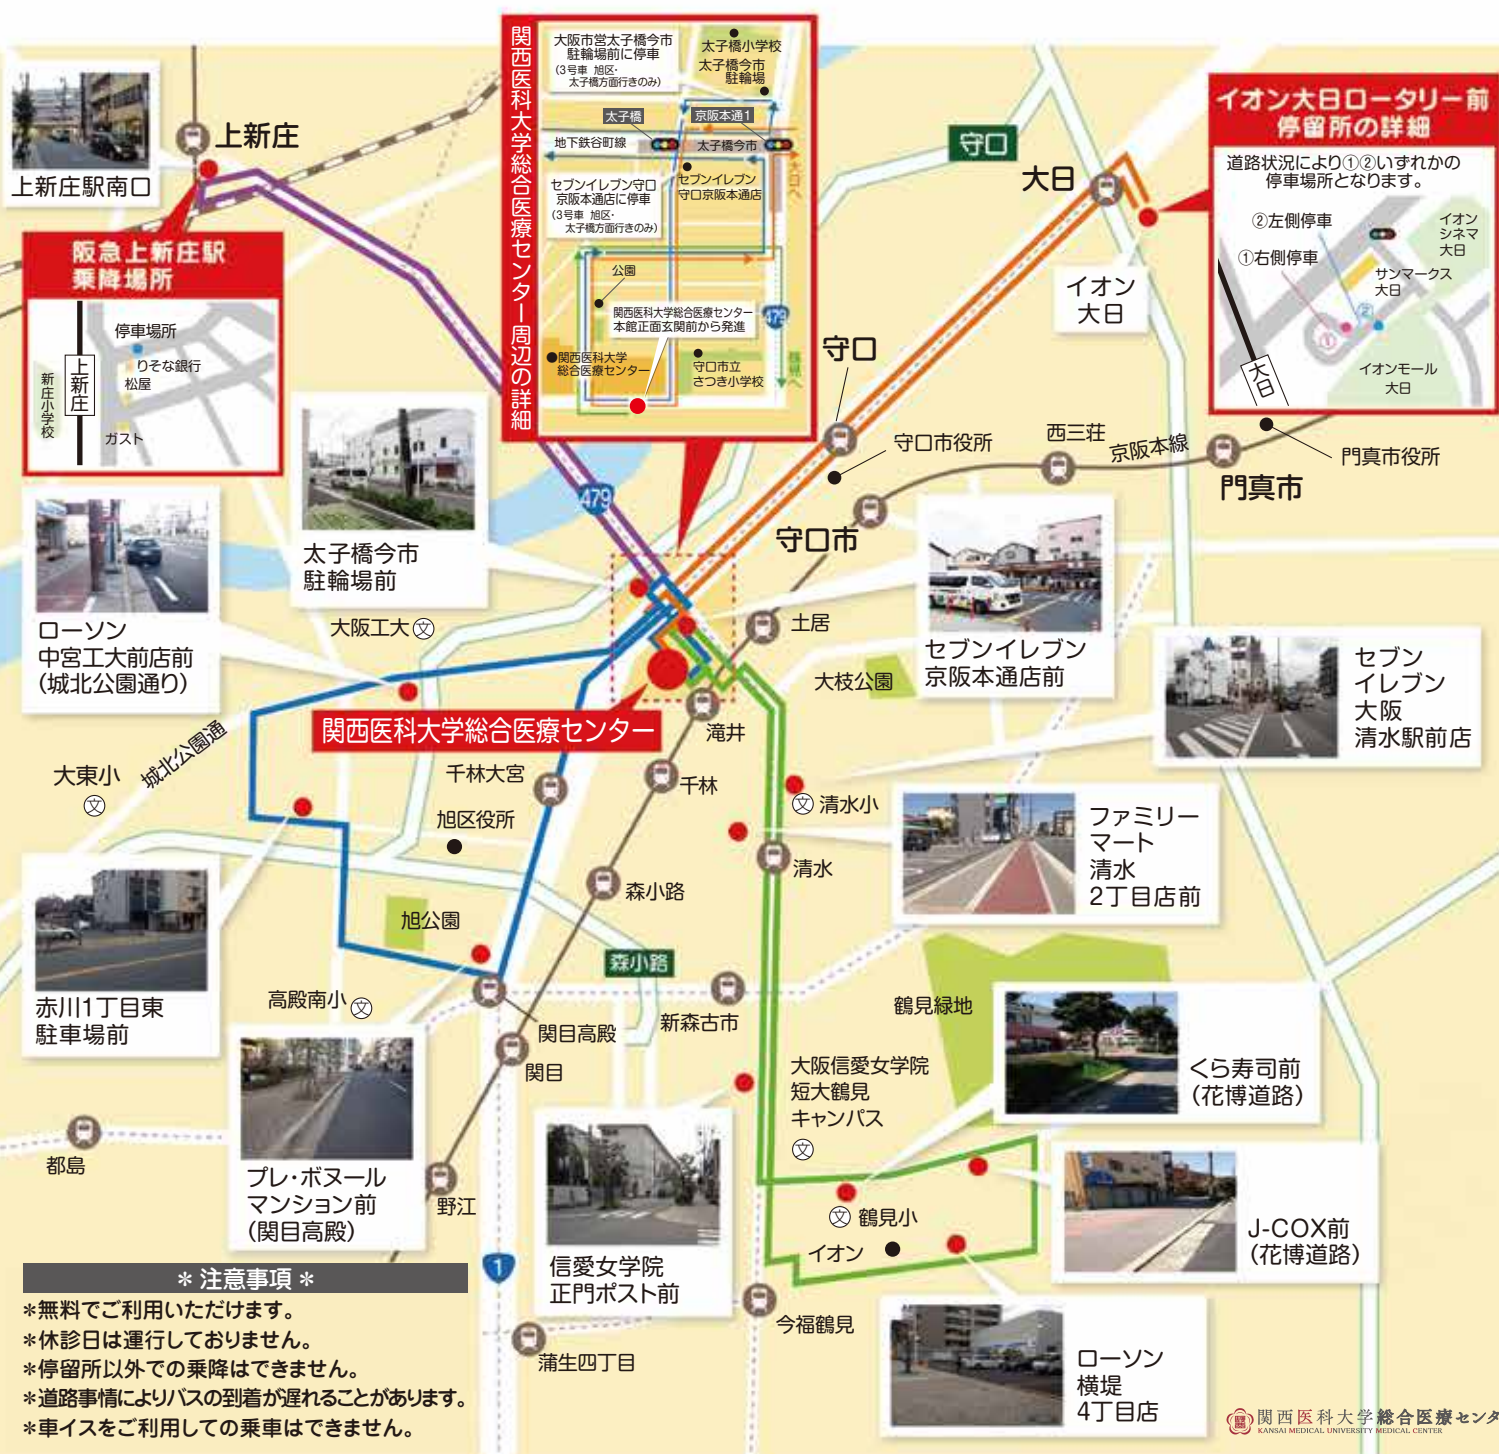 関西医科大学総合医療センター周辺の詳細
大阪市営太子橋今市
駐輪場前に停車
(3号車 旭区・
太子橋方面行きのみ)
太子橋小学校
太子橋今市
駐輪場
太子橋
京阪本通1
地下鉄谷町線
太子橋今市
大日へ
セブンイレブン守口
京阪本通店に停車
(3号車 旭区・
太子橋方面行きのみ)
セブンイレブン
守口京阪本通店
公園
関西医科大学総合医療センター
本館正面玄関前から発進
479
関西医科大学
総合医療センター
守口市立
さつき小学校
鶴見へ
上新庄駅南口
上新庄
阪急上新庄駅
乗降場所
停車場所
りそな銀行
松屋
上新庄
新庄小学校
ガスト
守口
大日
イオン
大日
イオン大日ロータリー前
停留所の詳細
道路状況により①②いずれかの
停車場所となります。
②左側停車
①右側停車
イオン
シネマ
大日
サンマークス
大日
②
①
イオンモール
大日
大日
守口
守口市役所
西三荘
京阪本線
門真市
門真市役所
守口市
479
太子橋今市
駐輪場前
ローソン
中宮工大前店前
(城北公園通り)
大阪工大 文
土居
セブンイレブン
京阪本通店前
大枝公園
セブン
イレブン
大阪
清水駅前店
関西医科大学総合医療センター
滝井
城北公園通
大東小
文
千林大宮
千林
旭区役所
文 清水小
清水
ファミリー
マート
清水
2丁目店前
森小路
旭公園
森小路
赤川1丁目東
駐車場前
高殿南小 文
関目高殿
新森古市
鶴見緑地
関目
大阪信愛女学院
短大鶴見
キャンパス
文
くら寿司前
(花博道路)
都島
プレ・ボヌール
マンション前
(関目高殿)
野江
信愛女学院
正門ポスト前
文 鶴見小
イオン
J-COX前
(花博道路)
1
今福鶴見
蒲生四丁目
ローソン
横堤
4丁目店
＊注意事項＊
＊無料でご利用いただけます。
＊休診日は運行しておりません。
＊停留所以外での乗降はできません。
＊道路事情によりバスの到着が遅れることがあります。
＊車イスをご利用しての乗車はできません。
関西医科大学総合医療センタ
KANSAI MEDICAL UNIVERSITY MEDICAL CENTER